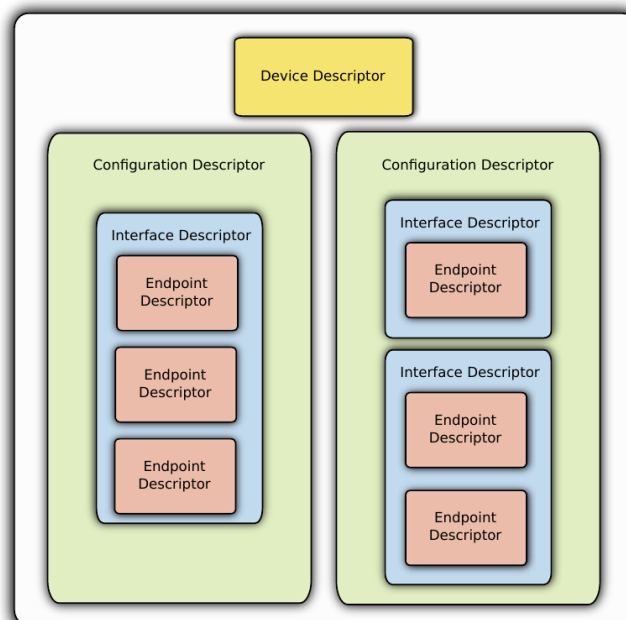 Device Descriptor
Configuration Descriptor
Interface Descriptor
Endpoint
Descriptor
Endpoint
Descriptor
Endpoint
Descriptor
Configuration Descriptor
Interface Descriptor
Endpoint
Descriptor
Interface Descriptor
Endpoint
Descriptor
Endpoint
Descriptor